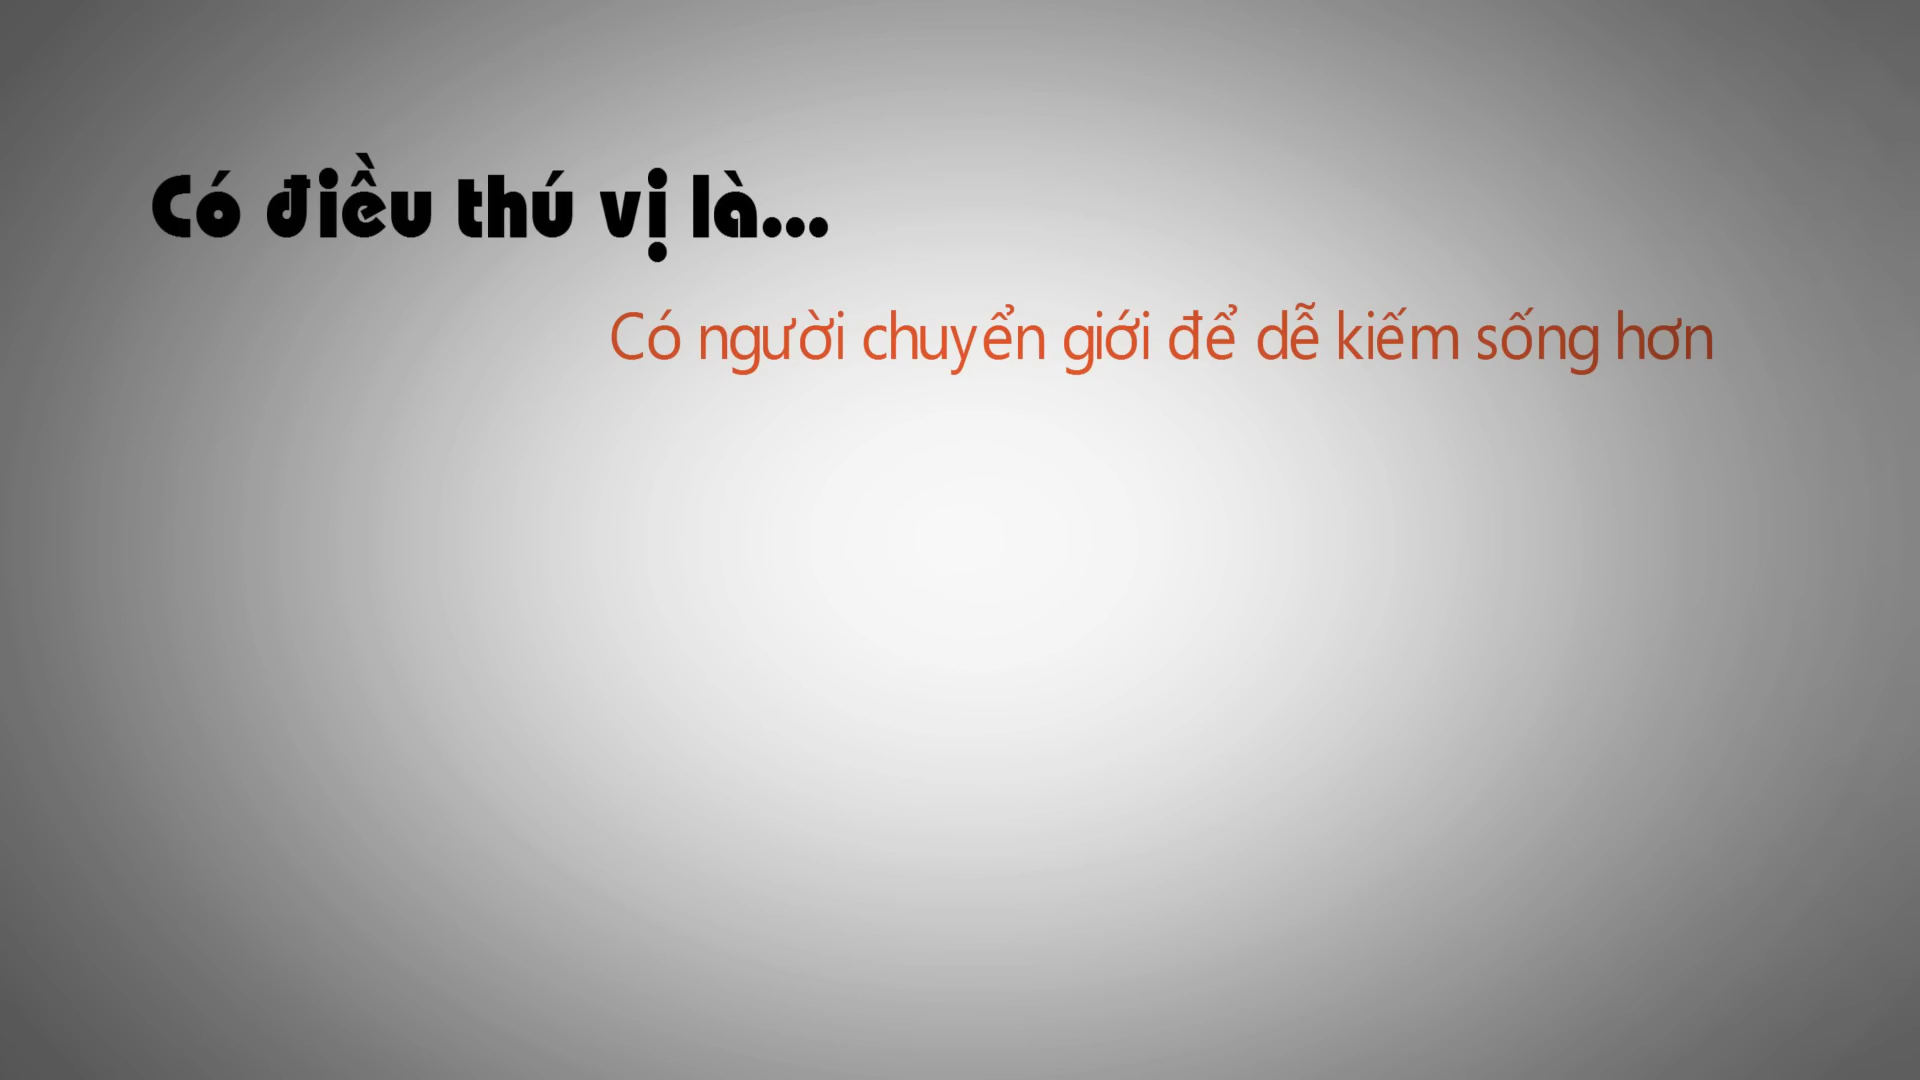 Có điều thú vị là...
Có người chuyển giới để dễ kiếm sống hơn